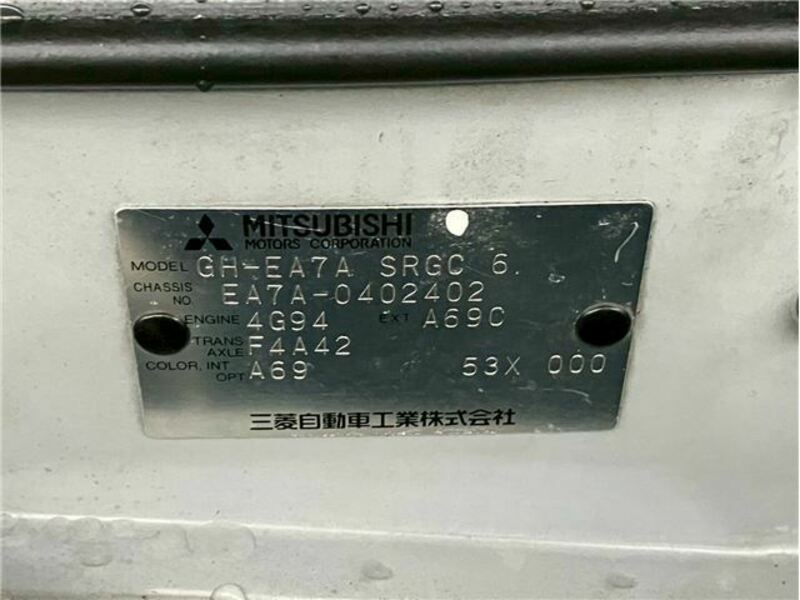 MITSUBISHI
MOTORS CORPORATION
MODEL GH-EA7A SRGC 6.
CHASSIS NO. EA7A-0402402
ENGINE 4G94 EXT A69C
TRANS AXLE F4A42
COLOR, INT OPT A69 53X 000
三菱自動車工業株式会社